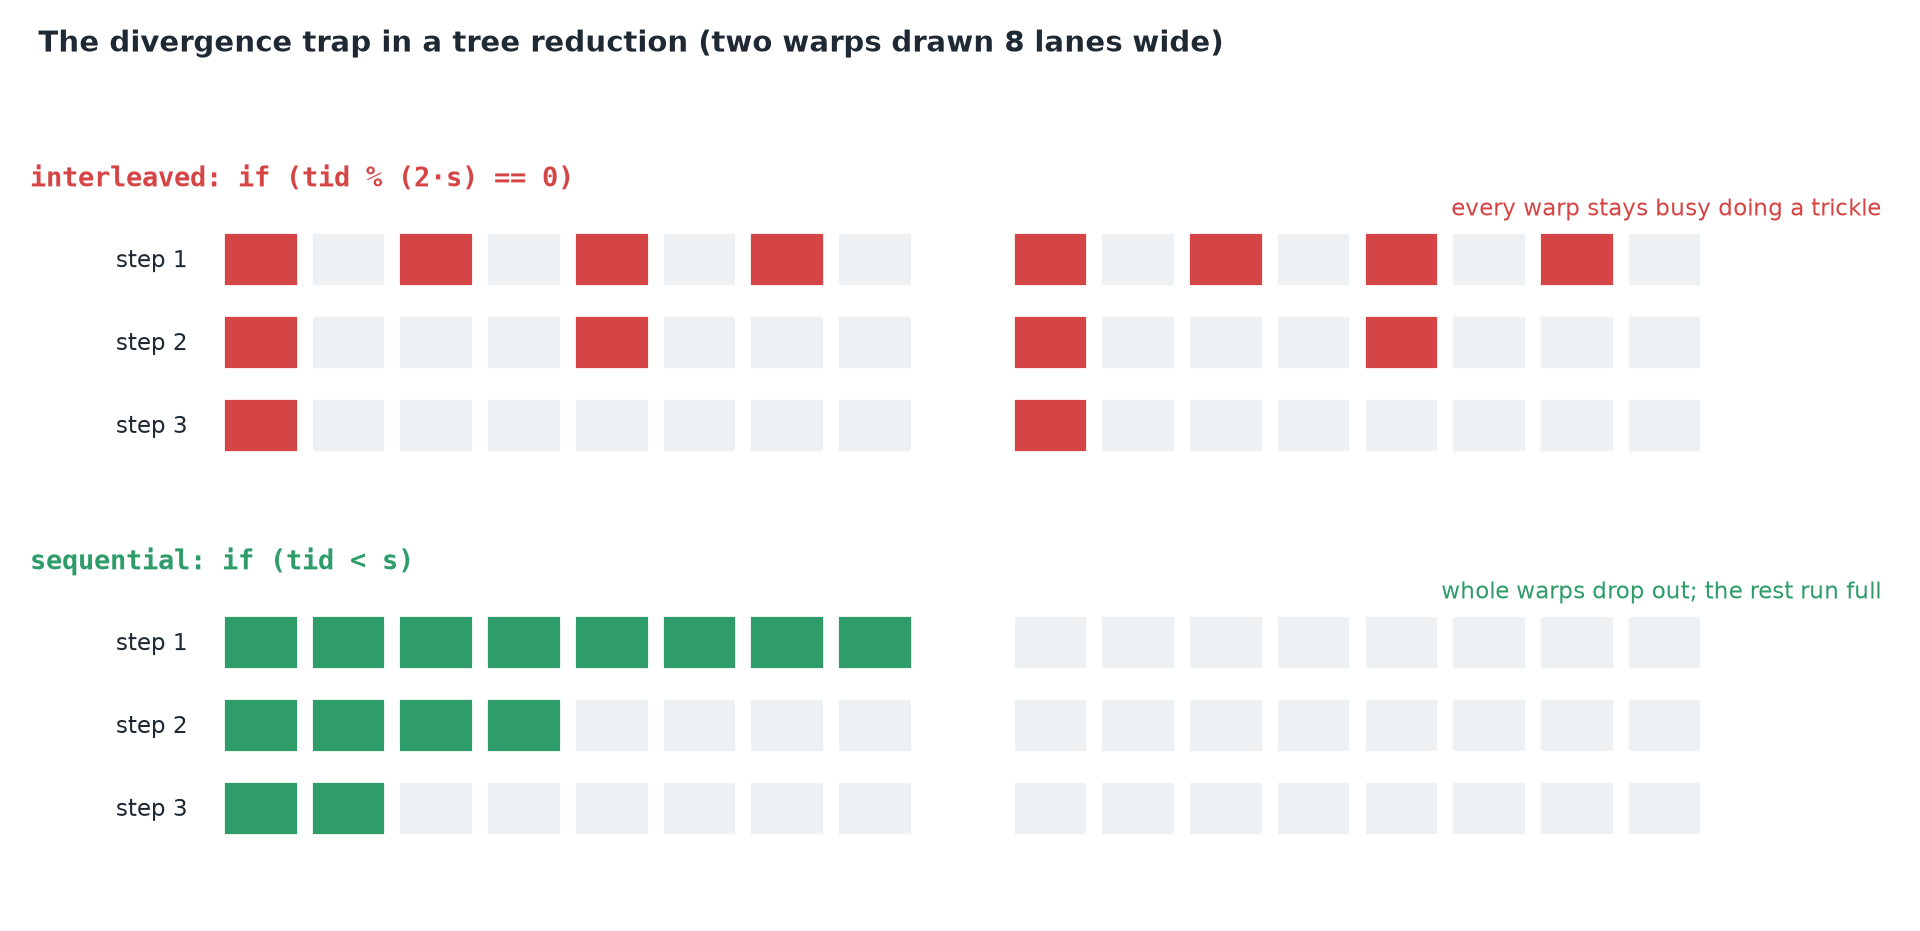 The divergence trap in a tree reduction (two warps drawn 8 lanes wide)
interleaved: if (tid % (2·s) == 0)
every warp stays busy doing a trickle
step 1
step 2
step 3
sequential: if (tid < s)
whole warps drop out; the rest run full
step 1
step 2
step 3